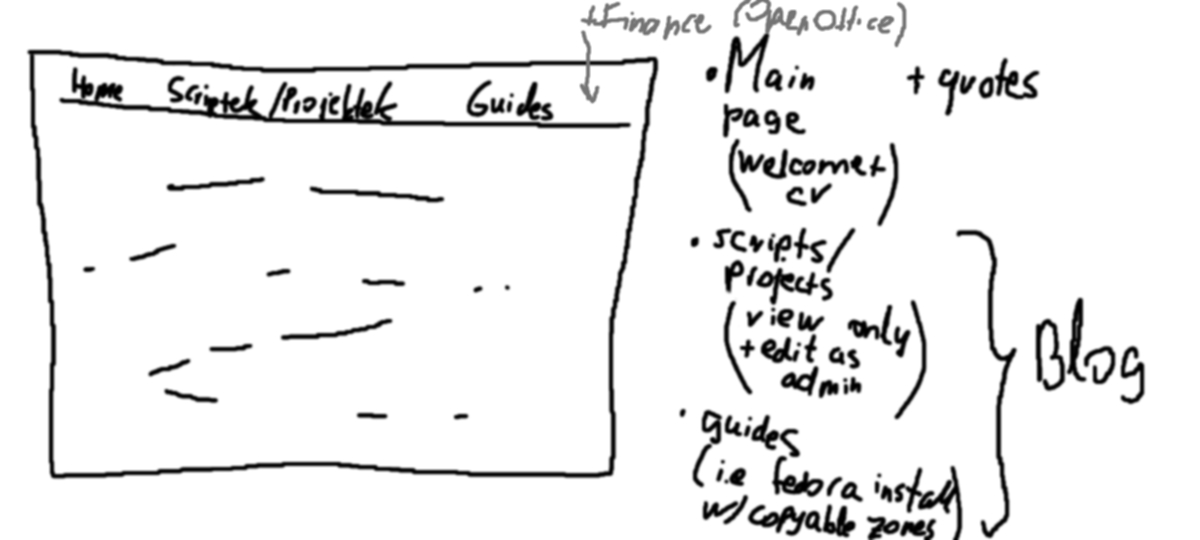 +Finance (OpenOffice)
Home Scriptek/Projektek Guides
• Main + quotes
page
(welcome+
cv)
• scripts/
projects
(view only
+edit as
admin)
Blog
• guides
(i.e fedora install
w/copyable zones)